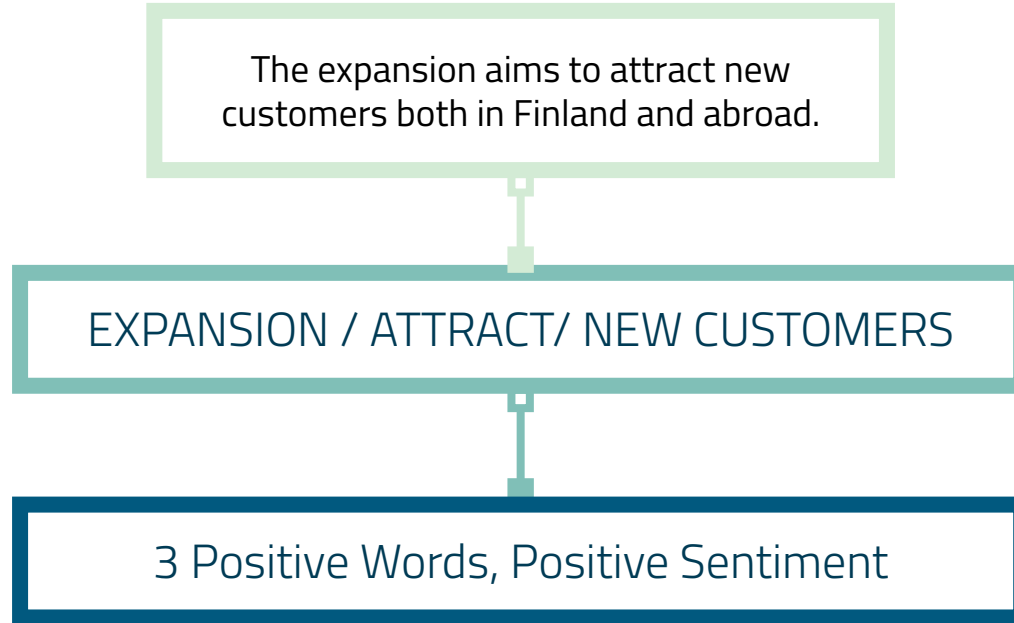 The expansion aims to attract new
customers both in Finland and abroad.
EXPANSION / ATTRACT/ NEW CUSTOMERS
3 Positive Words, Positive Sentiment